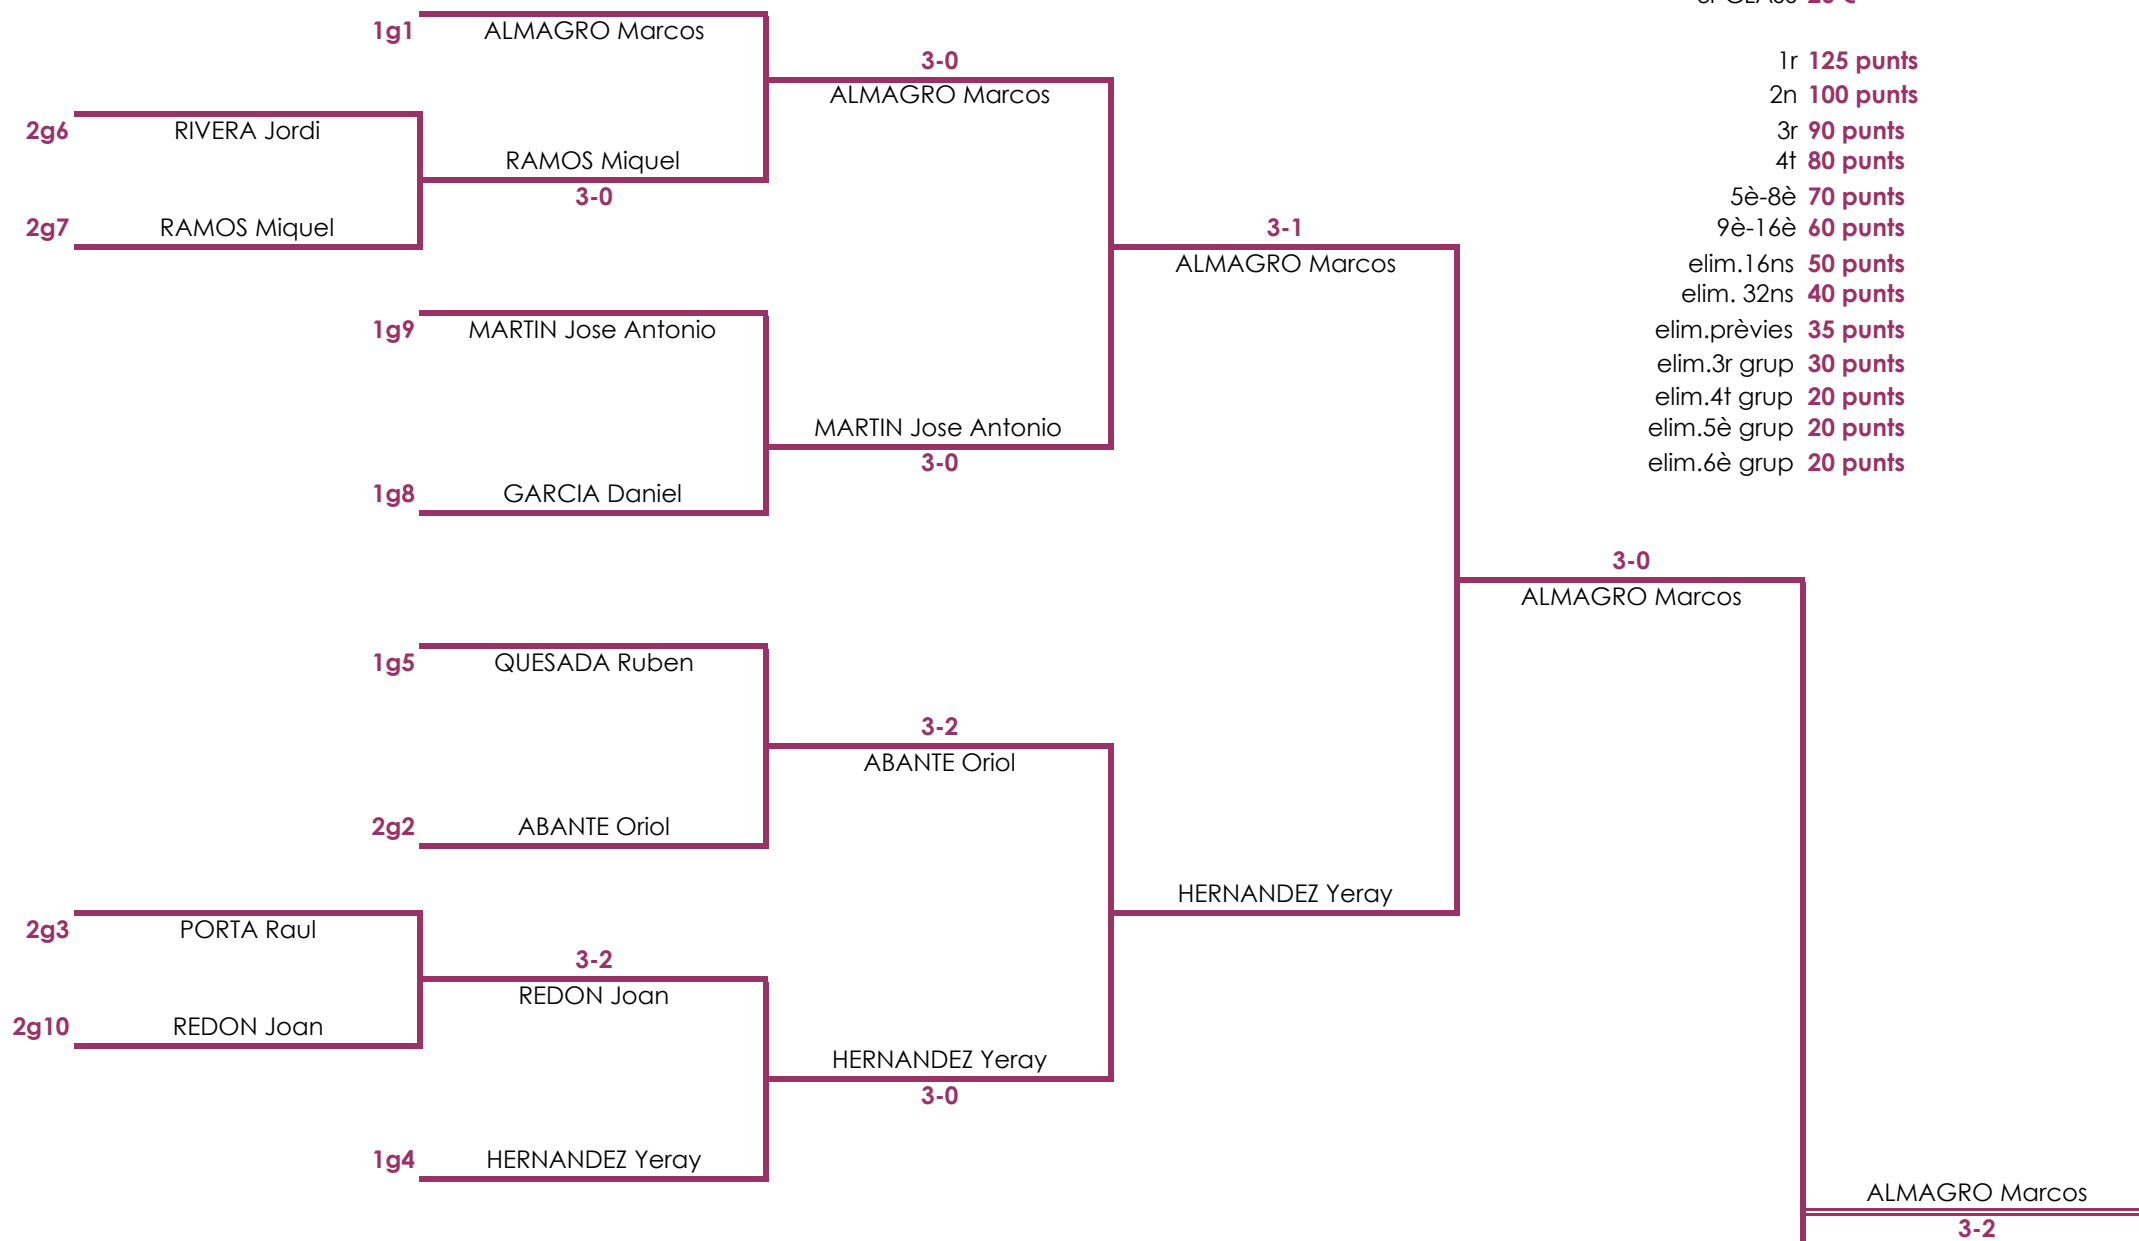 1g1 ALMAGRO Marcos
3-0
ALMAGRO Marcos
2g6 RIVERA Jordi
RAMOS Miquel
3-0
2g7 RAMOS Miquel
3-1
ALMAGRO Marcos
1g9 MARTIN Jose Antonio
MARTIN Jose Antonio
3-0
1g8 GARCIA Daniel
1r 125 punts
2n 100 punts
3r 90 punts
4t 80 punts
5è-8è 70 punts
9è-16è 60 punts
elim.16ns 50 punts
elim. 32ns 40 punts
elim.prèvies 35 punts
elim.3r grup 30 punts
elim.4t grup 20 punts
elim.5è grup 20 punts
elim.6è grup 20 punts
3-0
ALMAGRO Marcos
1g5 QUESADA Ruben
3-2
ABANTE Oriol
2g2 ABANTE Oriol
HERNANDEZ Yeray
2g3 PORTA Raul
3-2
REDON Joan
2g10 REDON Joan
HERNANDEZ Yeray
3-0
1g4 HERNANDEZ Yeray
ALMAGRO Marcos
3-2